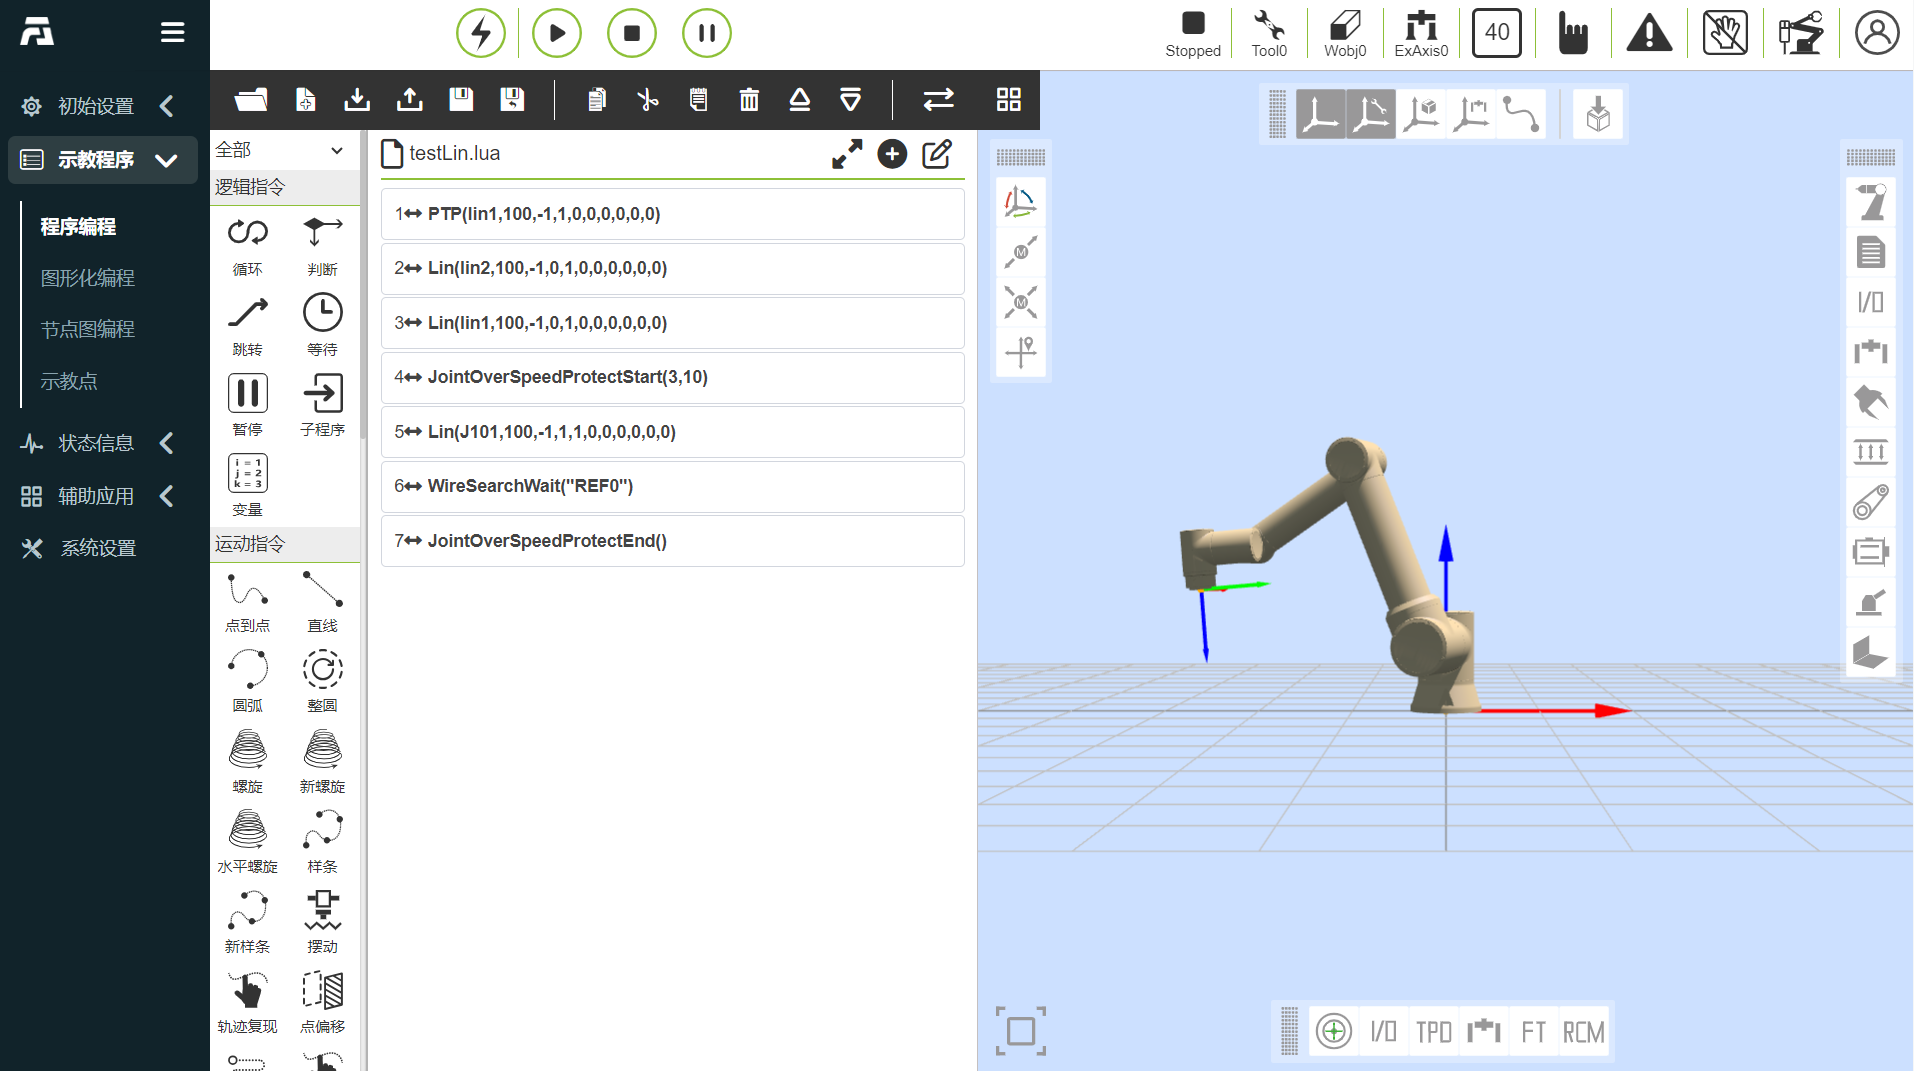 Stopped
Tool0
Wobj0
ExAxis0
40
初始设置
示教程序
程序编程
图形化编程
节点图编程
示教点
状态信息
辅助应用
系统设置
全部
逻辑指令
循环
判断
跳转
等待
暂停
子程序
i = 1
j = 2
k = 3
变量
运动指令
点到点
直线
圆弧
整圆
螺旋
新螺旋
水平螺旋
样条
新样条
摆动
轨迹复现
点偏移
testLin.lua
1 PTP(lin1,100,-1,1,0,0,0,0,0,0)
2 Lin(lin2,100,-1,0,1,0,0,0,0,0,0)
3 Lin(lin1,100,-1,0,1,0,0,0,0,0,0)
4 JointOverSpeedProtectStart(3,10)
5 Lin(J101,100,-1,1,1,0,0,0,0,0,0)
6 WireSearchWait("REF0")
7 JointOverSpeedProtectEnd()
M
M
I/O
I/O
TPD
FT
RCM